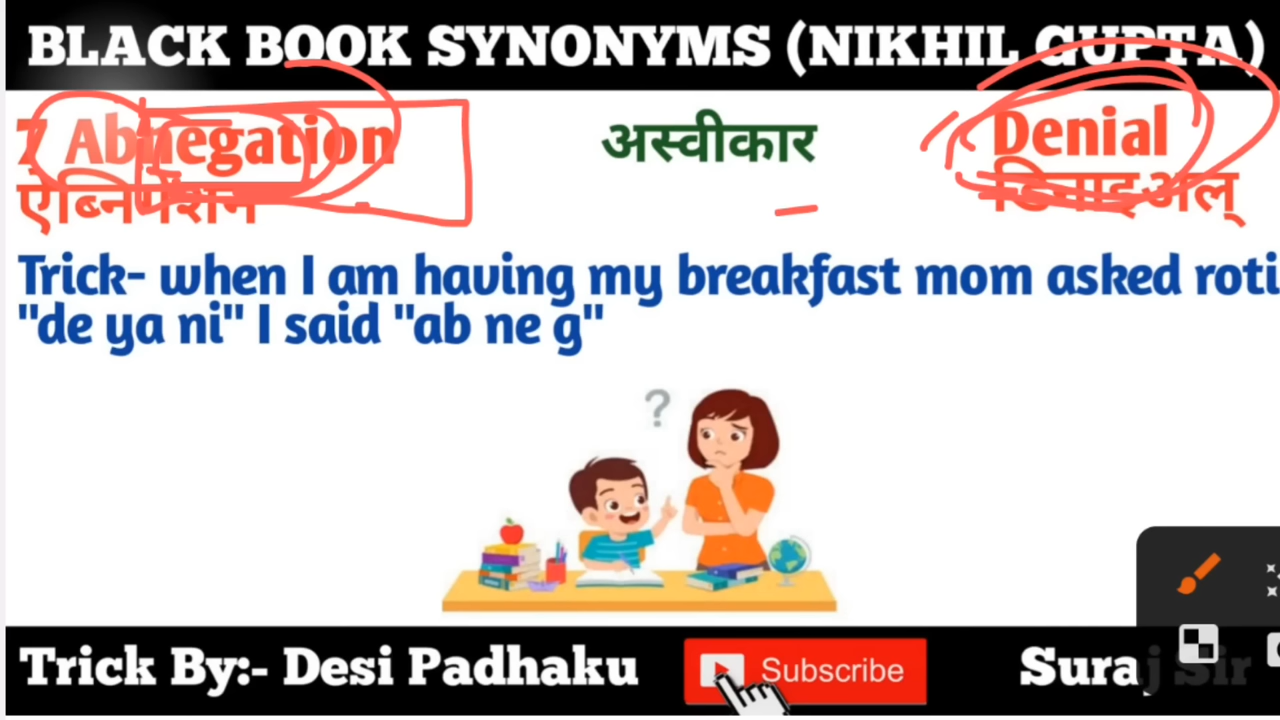 BLACK BOOK SYNONYMS (NIKHIL GUPTA)
7 Abnegation अस्वीकार Denial
ऐब्निगेशन डिनाइअल्
Trick- when I am having my breakfast mom asked roti
"de ya ni" I said "ab ne g"
?
Trick By:- Desi Padhaku Subscribe Suraj Sir